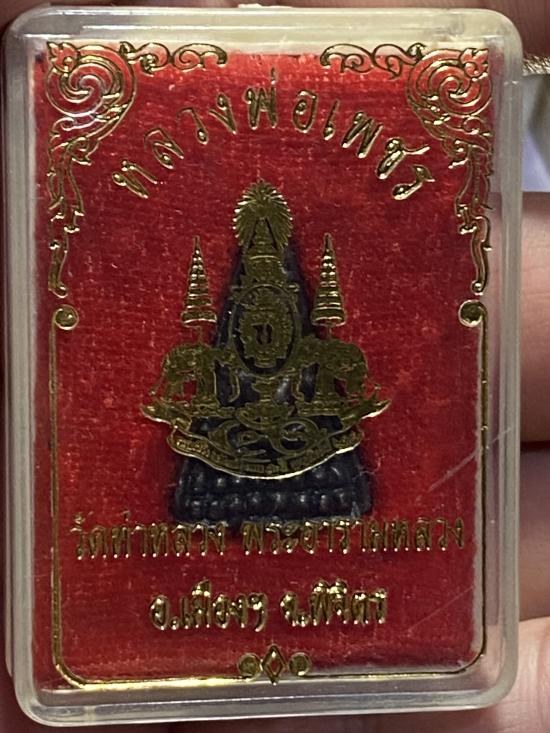 หลวงพ่อเพชร
วัดท่าหลวง พระอารามหลวง
อ.เมืองฯ จ.พิจิตร